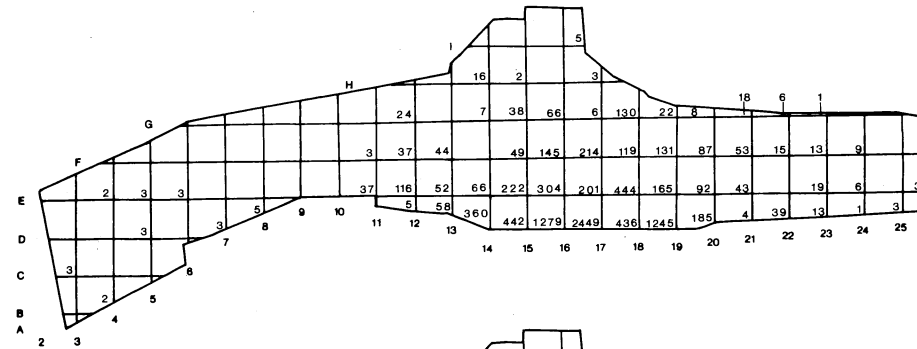 5
I
16 2 3
H
18 6 1
24 7 38 66 6 130 22 8
G
3 37 44 49 145 214 119 131 87 53 15 13 9
F
2 3 3 37 116 52 66 222 304 201 444 165 92 43 19 6 3
E
5 5 58 360
9 10 11 12 13
442 1279 2449 436 1245 185 4 39 13 1 3
D
3 7 8
14 15 16 17 18 19 20 21 22 23 24 25
C
3 6
2 5
B
4
A
2 3